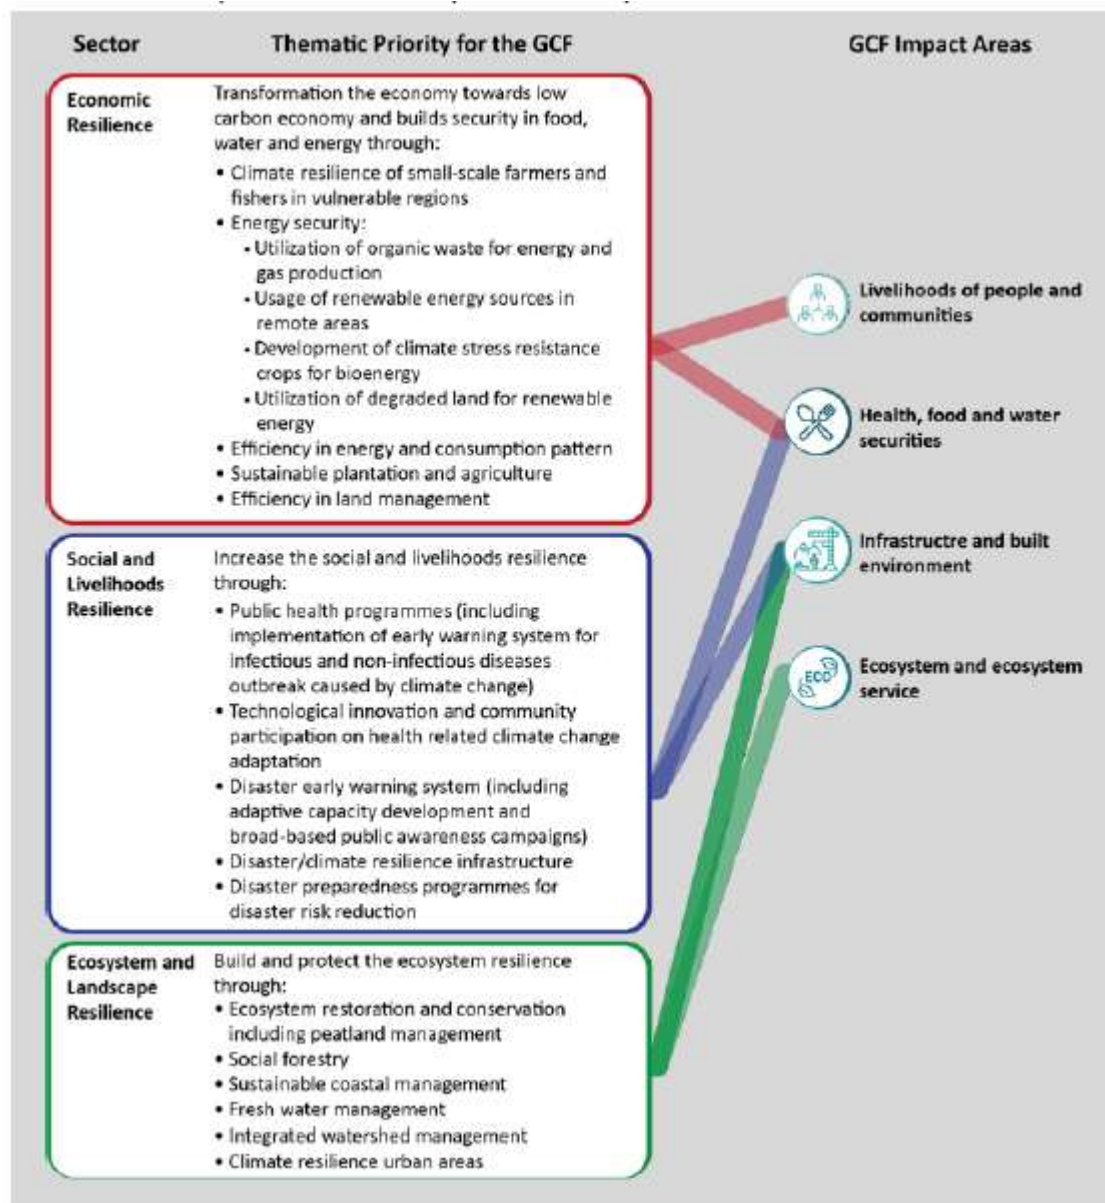 Sector
Thematic Priority for the GCF
GCF Impact Areas
Economic
Resilience
Transformation the economy towards low
carbon economy and builds security in food,
water and energy through:
• Climate resilience of small-scale farmers and
fishers in vulnerable regions
• Energy security:
• Utilization of organic waste for energy and
gas production
• Usage of renewable energy sources in
remote areas
• Development of climate stress resistance
crops for bioenergy
• Utilization of degraded land for renewable
energy
• Efficiency in energy and consumption pattern
• Sustainable plantation and agriculture
• Efficiency in land management
Social and
Livelihoods
Resilience
Increase the social and livelihoods resilience
through:
• Public health programmes (including
implementation of early warning system for
infectious and non-infectious diseases
outbreak caused by climate change)
• Technological innovation and community
participation on health related climate change
adaptation
• Disaster early warning system (including
adaptive capacity development and
broad-based public awareness campaigns)
• Disaster/climate resilience infrastructure
• Disaster preparedness programmes for
disaster risk reduction
Ecosystem and
Landscape
Resilience
Build and protect the ecosystem resilience
through:
• Ecosystem restoration and conservation
including peatland management
• Social forestry
• Sustainable coastal management
• Fresh water management
• Integrated watershed management
• Climate resilience urban areas
Livelihoods of people and
communities
Health, food and water
securities
Infrastructre and built
environment
ECO
Ecosystem and ecosystem
service